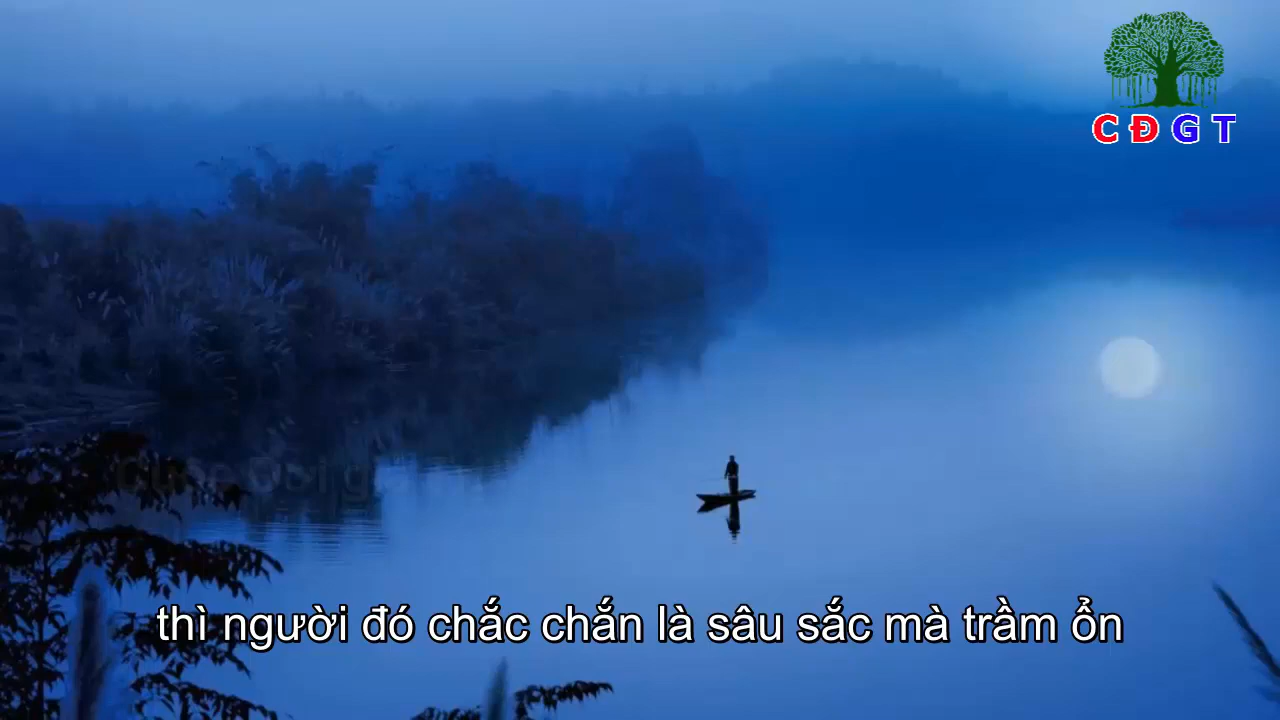 CĐGT
thì người đó chắc chắn là sâu sắc mà trầm ổn